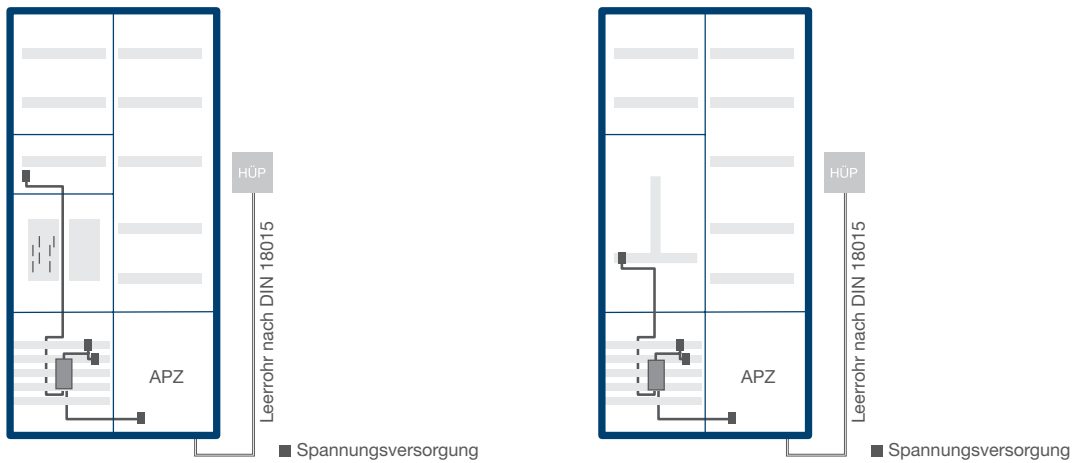 HÜP
Leerrohr nach DIN 18015
APZ
Spannungsversorgung
HÜP
Leerrohr nach DIN 18015
APZ
Spannungsversorgung